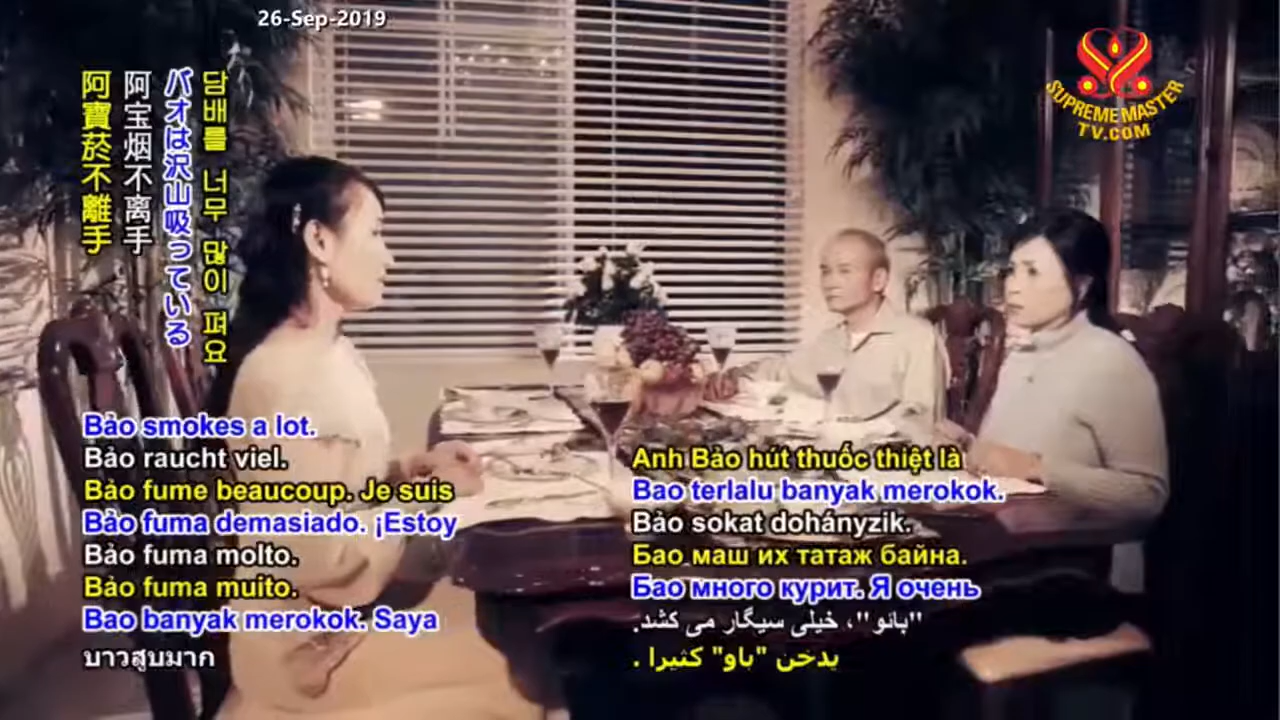 26-Sep-2019
SUPREME MASTER
TV.COM
담배를 너무 많이 펴요
バオは沢山吸っている
阿宝烟不离手
阿寶菸不離手
Bảo smokes a lot.
Bảo raucht viel.
Bảo fume beaucoup. Je suis
Bảo fuma demasiado. ¡Estoy
Bảo fuma molto.
Bảo fuma muito.
Bao banyak merokok. Saya
บาวสูบมาก
Anh Bảo hút thuốc thiệt là
Bao terlalu banyak merokok.
Bảo sokat dohányzik.
Бао маш их татаж байна.
Бао много курит. Я очень
"بائو"، خیلی سیگار می کشد.
يدخن "باو" كثيرا .